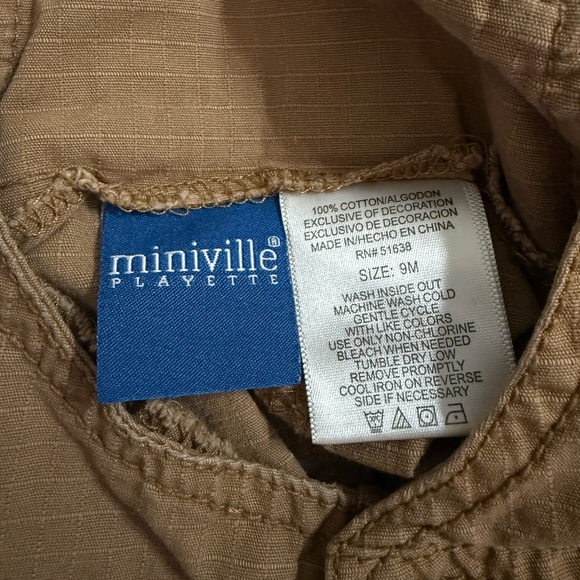 miniville®
PLAYETTE
100% COTTON/ALGODON
EXCLUSIVE OF DECORATION
EXCLUSIVO DE DECORACION
MADE IN/HECHO EN CHINA
RN# 51638
SIZE: 9M
WASH INSIDE OUT
MACHINE WASH COLD
GENTLE CYCLE
WITH LIKE COLORS
USE ONLY NON-CHLORINE
BLEACH WHEN NEEDED
TUMBLE DRY LOW
REMOVE PROMPTLY
COOL IRON ON REVERSE
SIDE IF NECESSARY